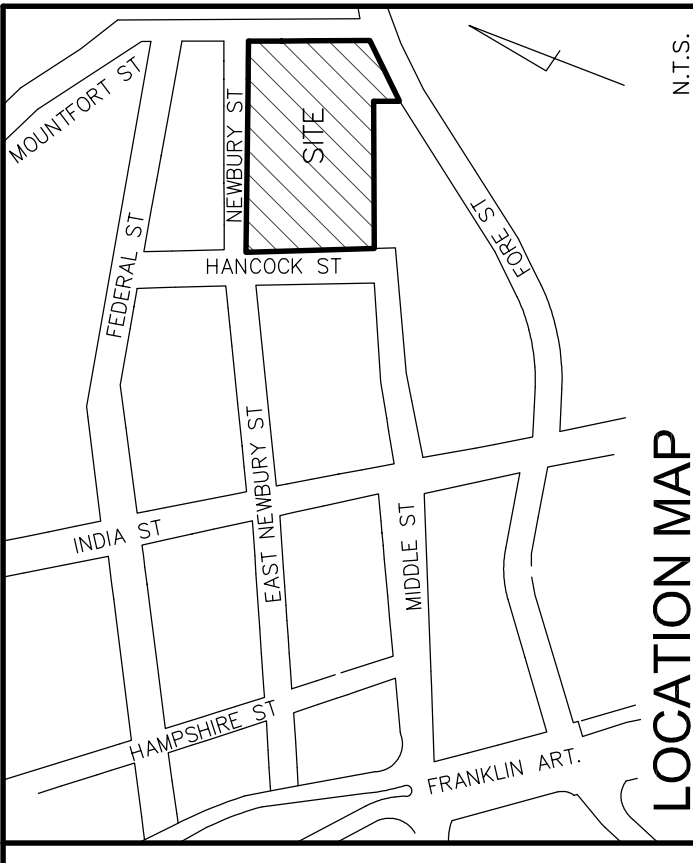 MOUNTFORT ST
FEDERAL ST
NEWBURY ST
SITE
HANCOCK ST
FORE ST
INDIA ST
EAST NEWBURY ST
MIDDLE ST
HAMPSHIRE ST
FRANKLIN ART.
LOCATION MAP
N.T.S.